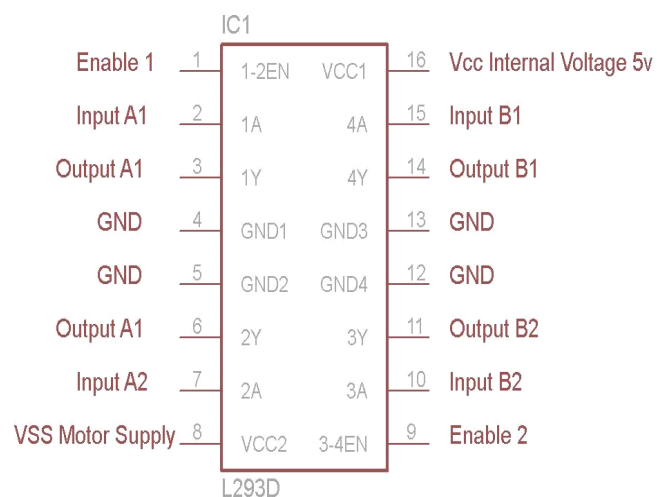 IC1
Enable 1 1 1-2EN VCC1 16 Vcc Internal Voltage 5v
Input A1 2 1A 4A 15 Input B1
Output A1 3 1Y 4Y 14 Output B1
GND 4 GND1 GND3 13 GND
GND 5 GND2 GND4 12 GND
Output A1 6 2Y 3Y 11 Output B2
Input A2 7 2A 3A 10 Input B2
VSS Motor Supply 8 VCC2 3-4EN 9 Enable 2
L293D